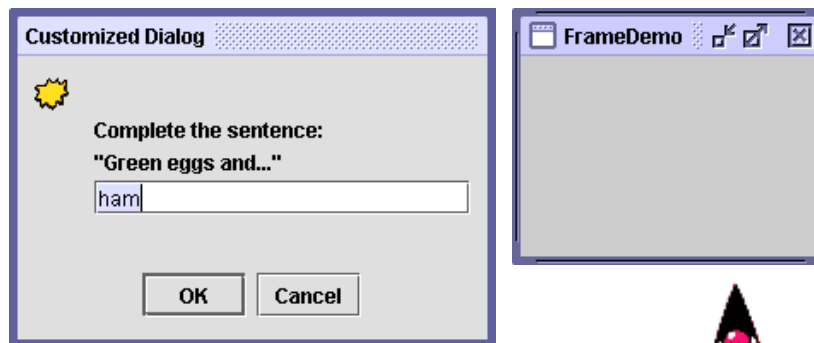 Customized Dialog
Complete the sentence:
"Green eggs and..."
ham
OK
Cancel
FrameDemo